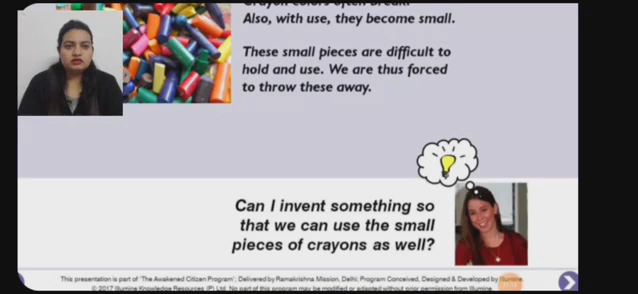 Crayon colors often break.
Also, with use, they become small.
These small pieces are difficult to
hold and use. We are thus forced
to throw these away.
Can I invent something so
that we can use the small
pieces of crayons as well?
This presentation is part of 'The Awakened Citizen Program'; Delivered by Ramakrishna Mission, Delhi; Program Conceived, Designed & Developed by Illumine.
© 2017 Illumine Knowledge Resources (P) Ltd. No part of this program may be modified or adapted without prior permission from Illumine.